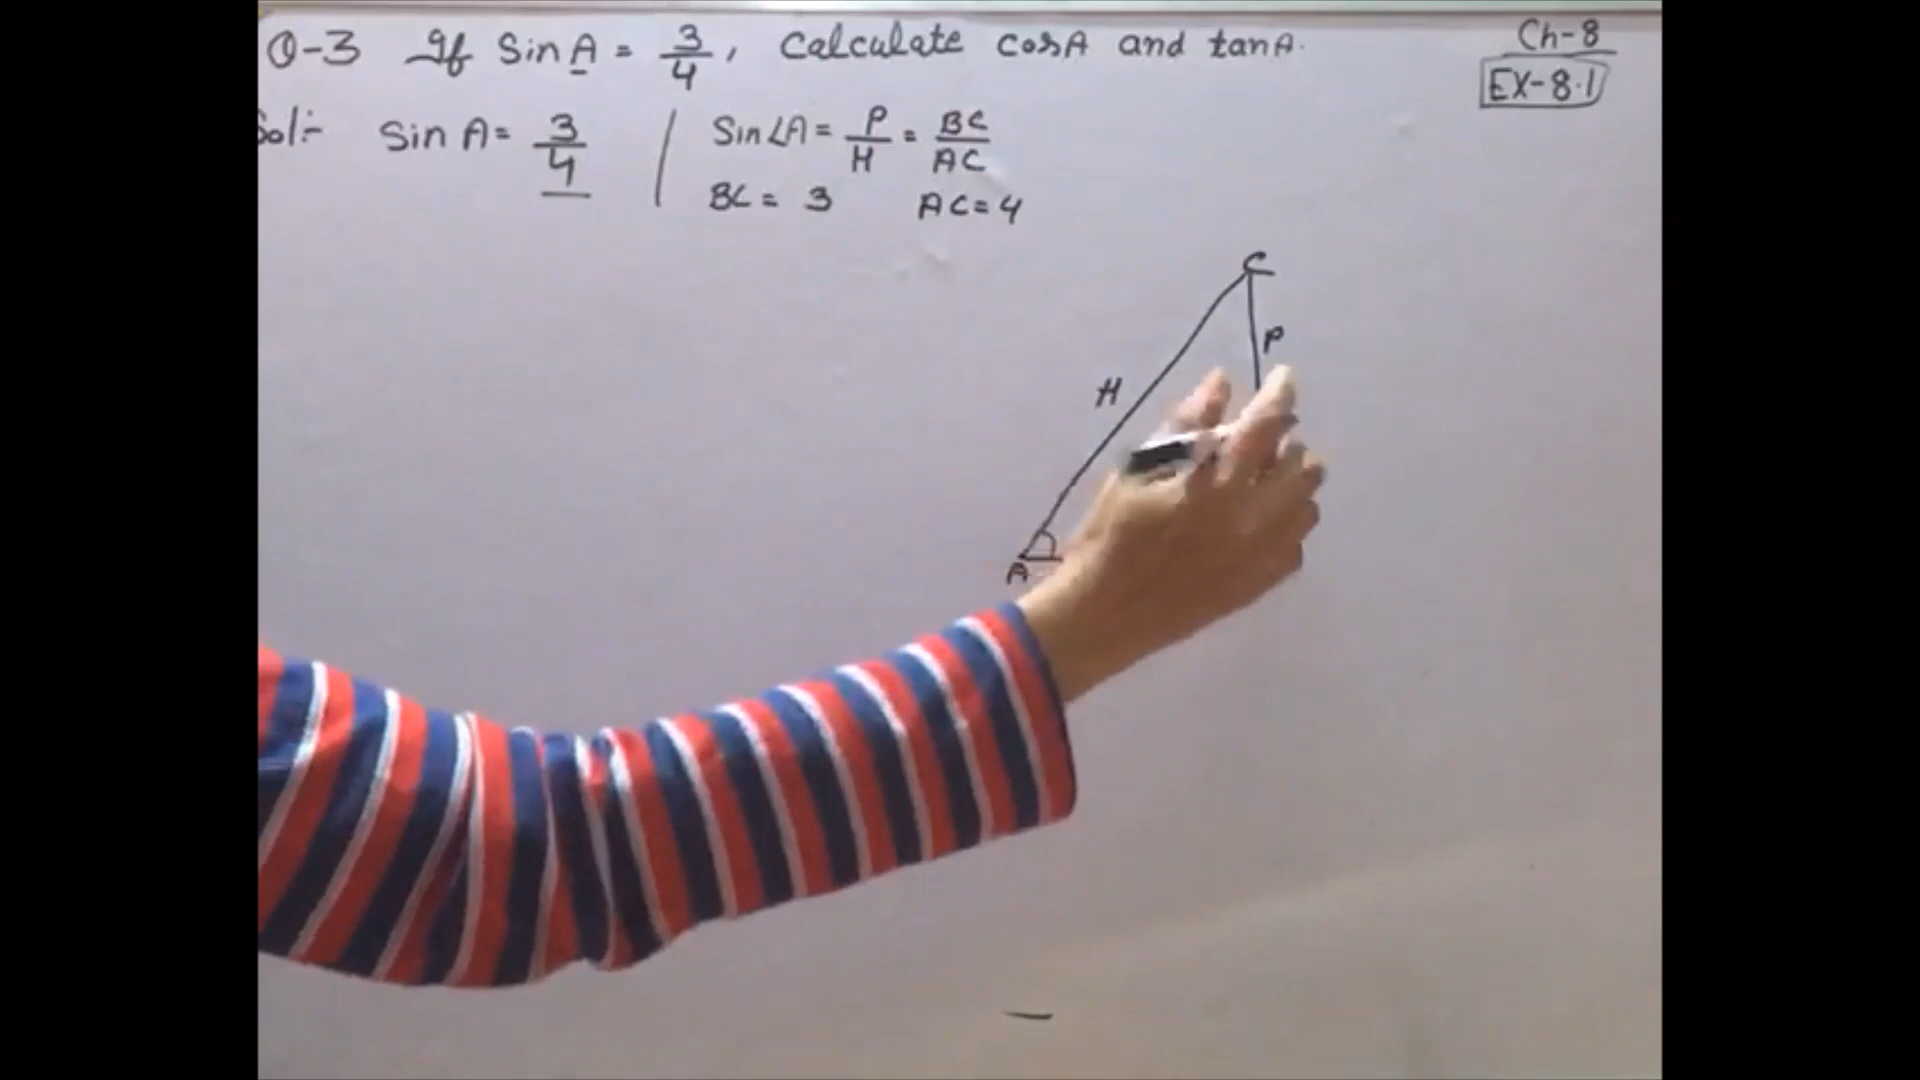 Q-3 If Sin A = 3/4, Calculate cosA and tanA.
Ch-8
EX-8.1
Sol:- Sin A = 3/4 | Sin∠A = P/H = BC/AC
BC = 3 AC = 4
C
P
H
A